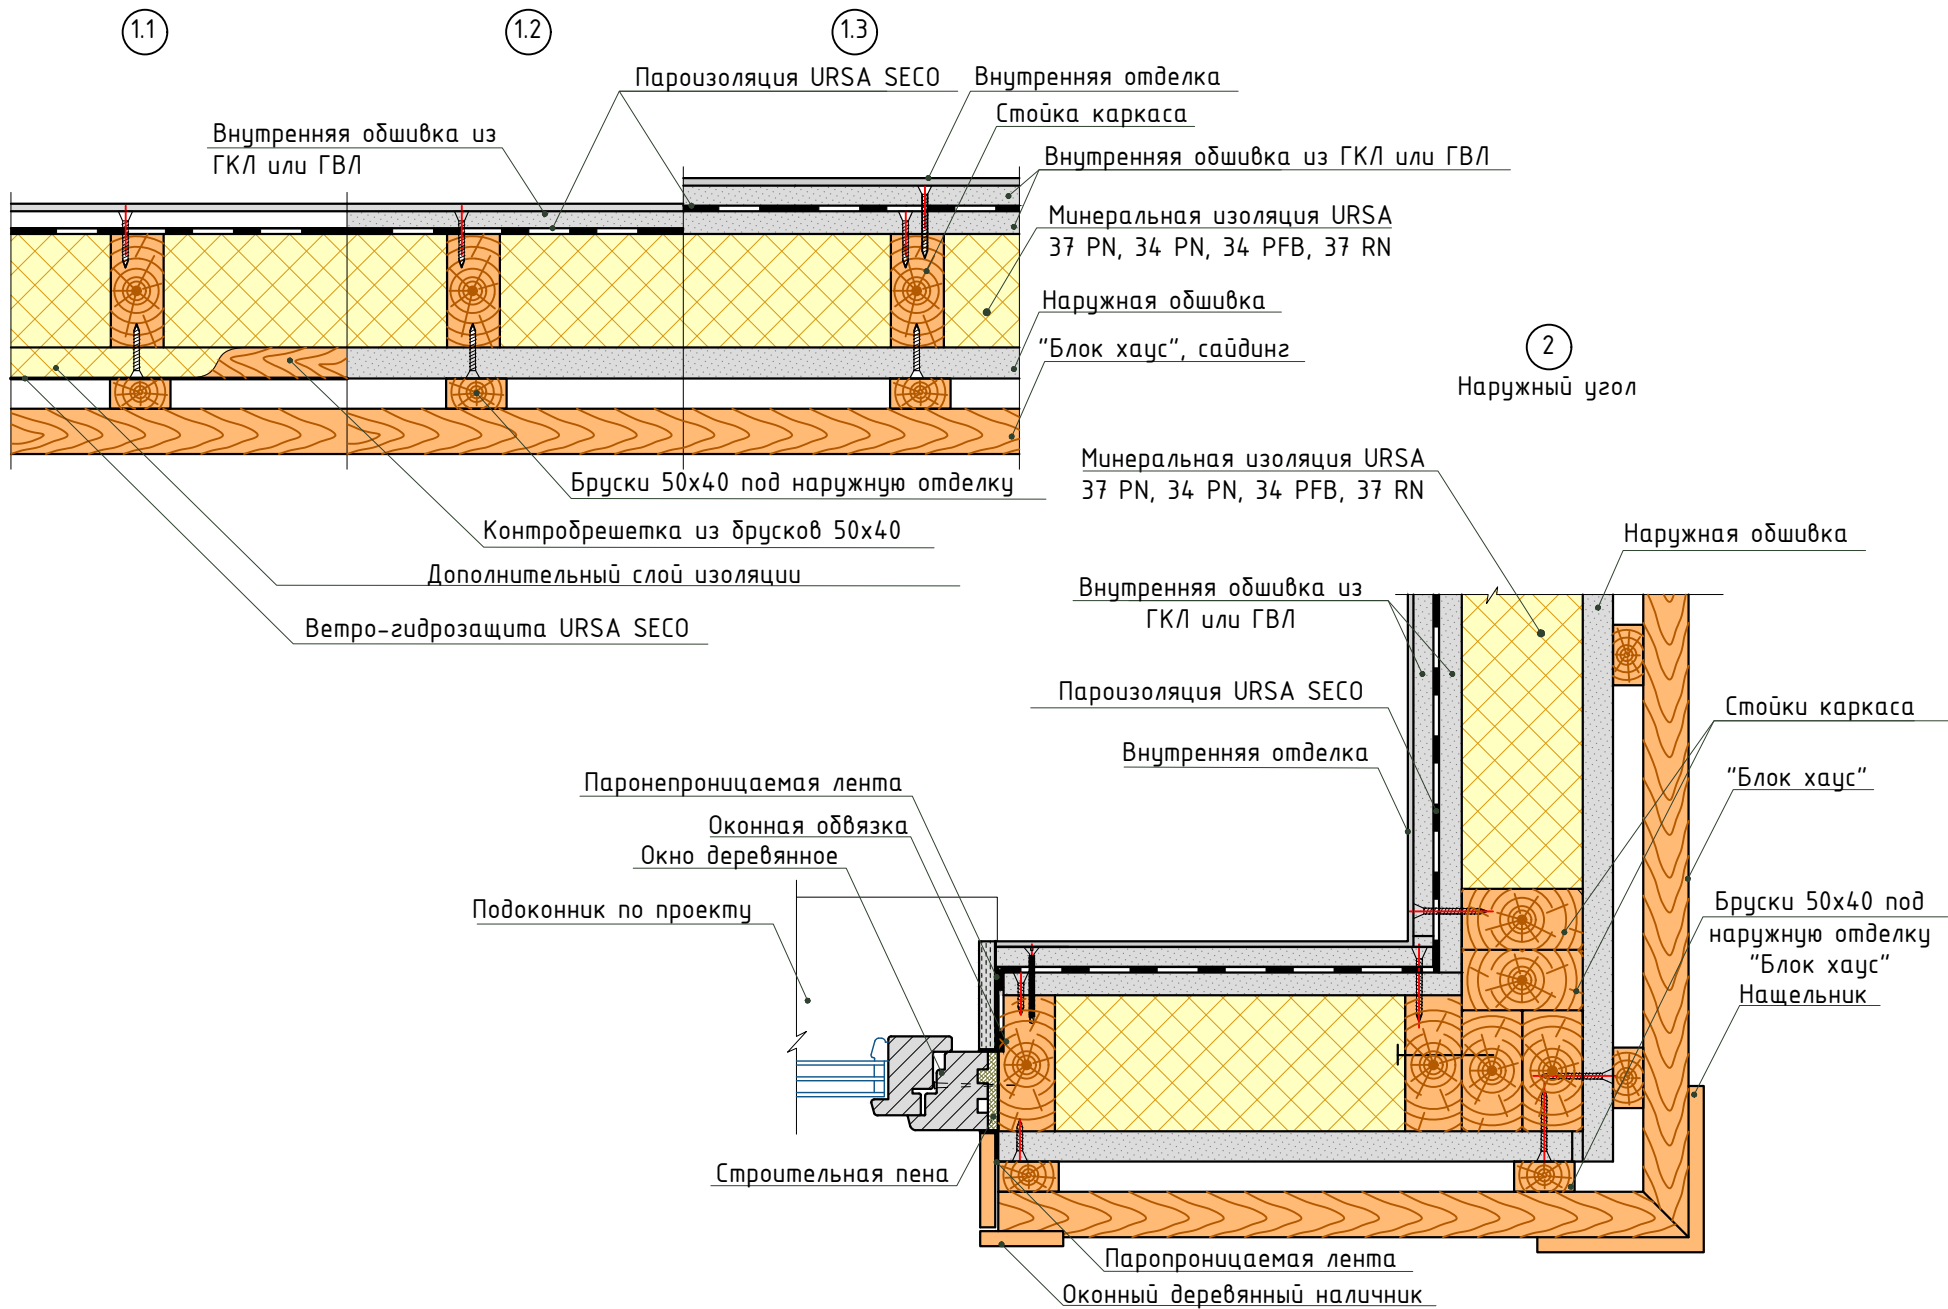 1.1
1.2
1.3
Пароизоляция URSA SECO
Внутренняя отделка
Стойка каркаса
Внутренняя обшивка из
ГКЛ или ГВЛ
Внутренняя обшивка из ГКЛ или ГВЛ
Минеральная изоляция URSA
37 PN, 34 PN, 34 PFB, 37 RN
Наружная обшивка
"Блок хаус", сайдинг
Бруски 50х40 под наружную отделку
Контробрешетка из брусков 50х40
Дополнительный слой изоляции
Ветро-гидрозащита URSA SECO
2
Наружный угол
Минеральная изоляция URSA
37 PN, 34 PN, 34 PFB, 37 RN
Наружная обшивка
Внутренняя обшивка из
ГКЛ или ГВЛ
Пароизоляция URSA SECO
Стойки каркаса
Внутренняя отделка
"Блок хаус"
Паронепроницаемая лента
Оконная обвязка
Окно деревянное
Подоконник по проекту
Бруски 50х40 под
наружную отделку
"Блок хаус"
Нащельник
Строительная пена
Паропроницаемая лента
Оконный деревянный наличник